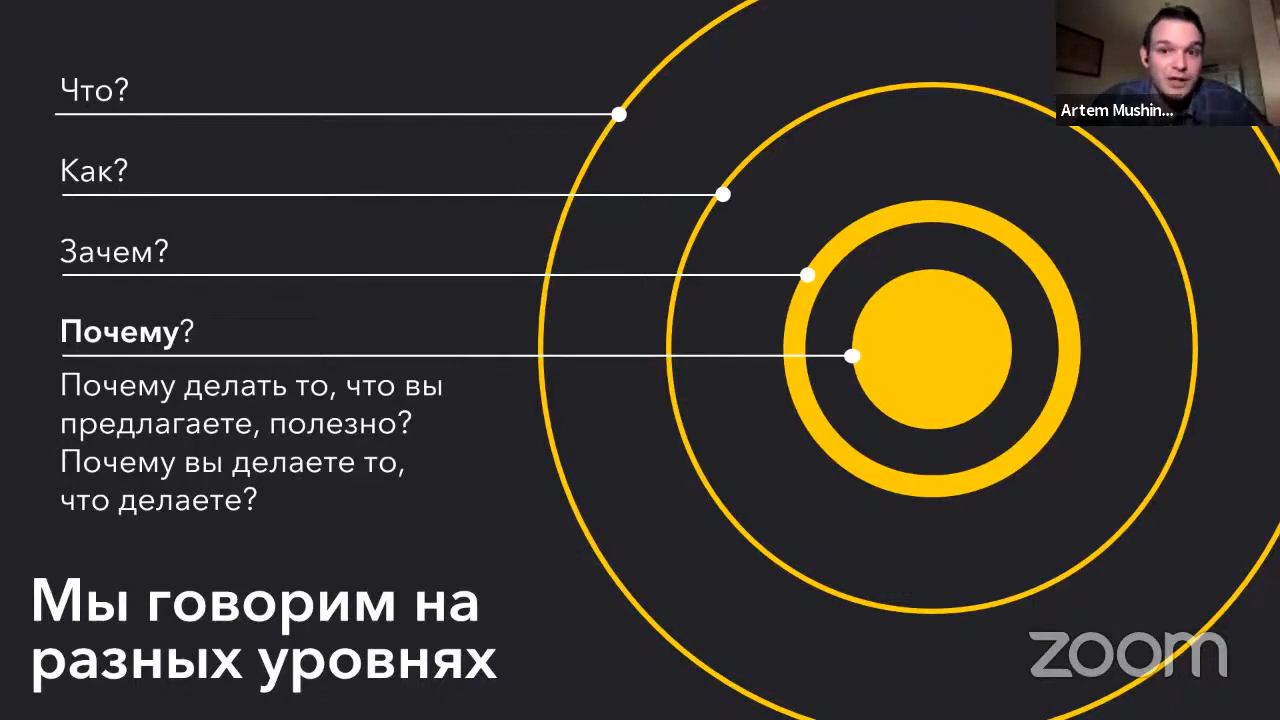 Что?
Как?
Зачем?
Почему?
Почему делать то, что вы
предлагаете, полезно?
Почему вы делаете то,
что делаете?
Мы говорим на
разных уровнях
Artem Mushin...
zoom